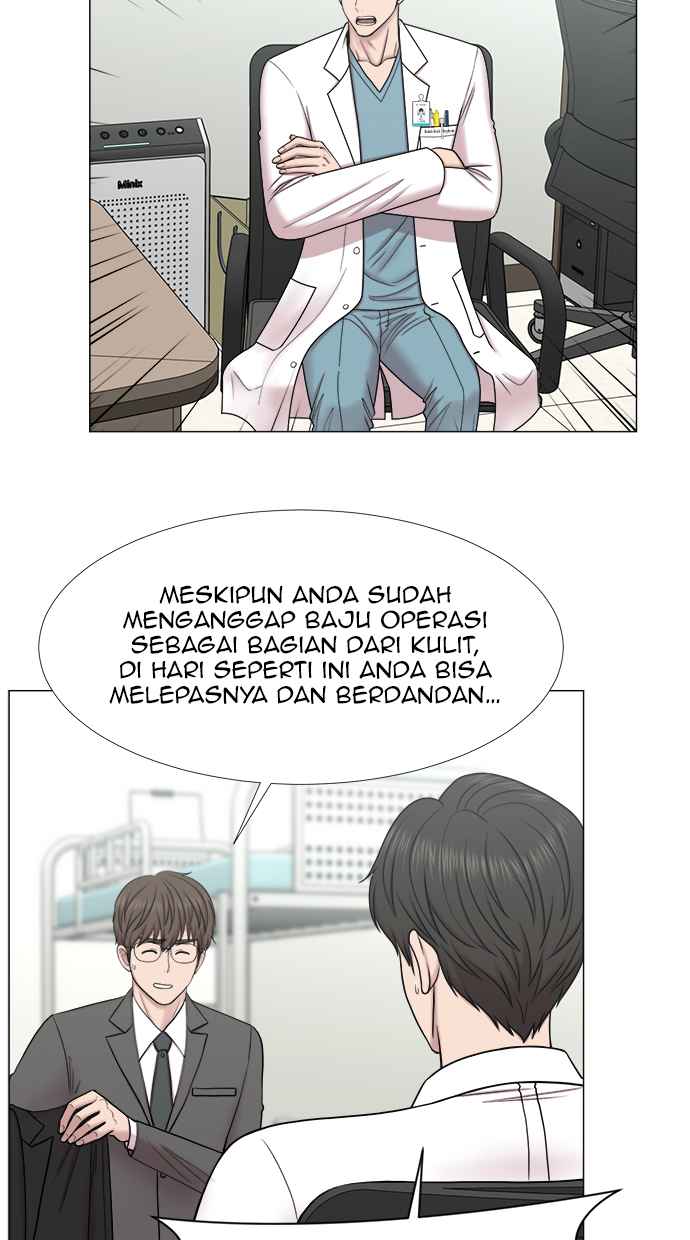 Minix
MESKIPUN ANDA SUDAH
MENGANGGAP BAJU OPERASI
SEBAGAI BAGIAN DARI KULIT,
DI HARI SEPERTI INI ANDA BISA
MELEPASNYA DAN BERDANDAN...